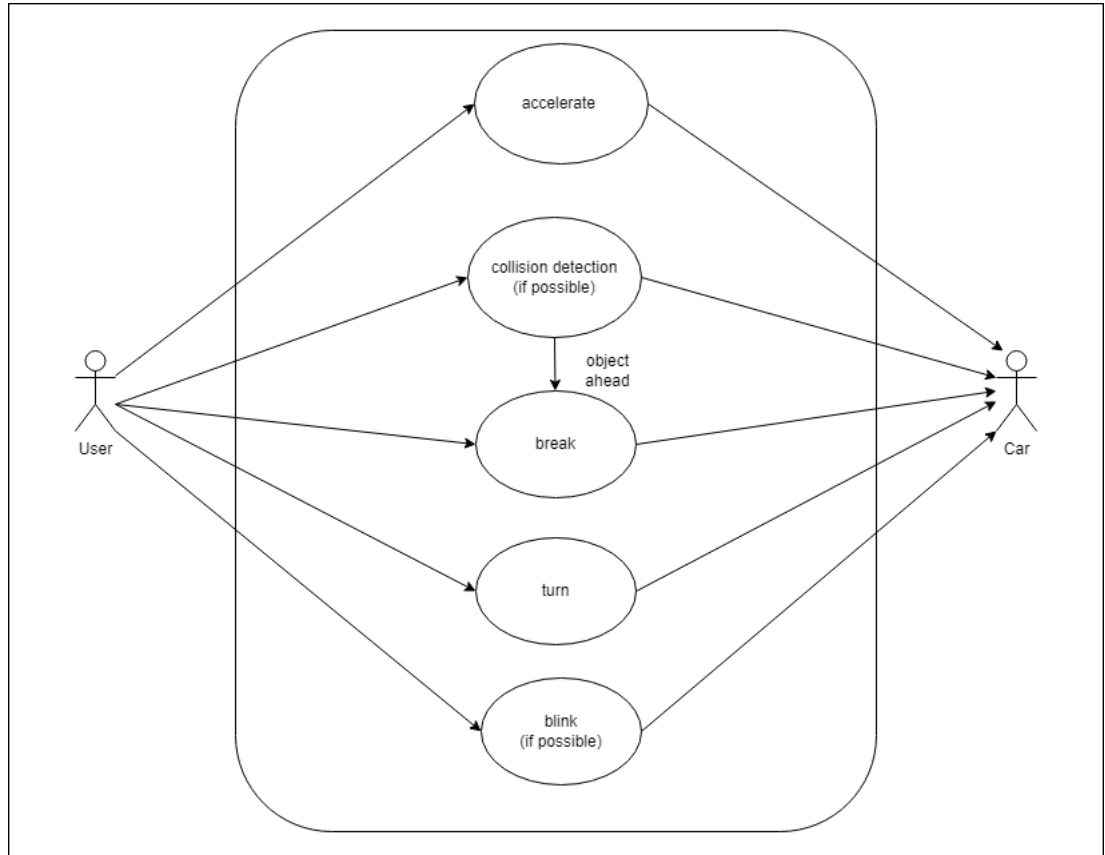 accelerate
collision detection
(if possible)
object
ahead
User
Car
break
turn
blink
(if possible)